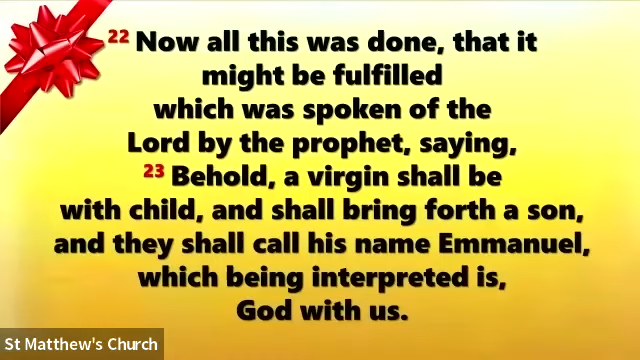 22 Now all this was done, that it
might be fulfilled
which was spoken of the
Lord by the prophet, saying,
23 Behold, a virgin shall be
with child, and shall bring forth a son,
and they shall call his name Emmanuel,
which being interpreted is,
God with us.
St Matthew's Church